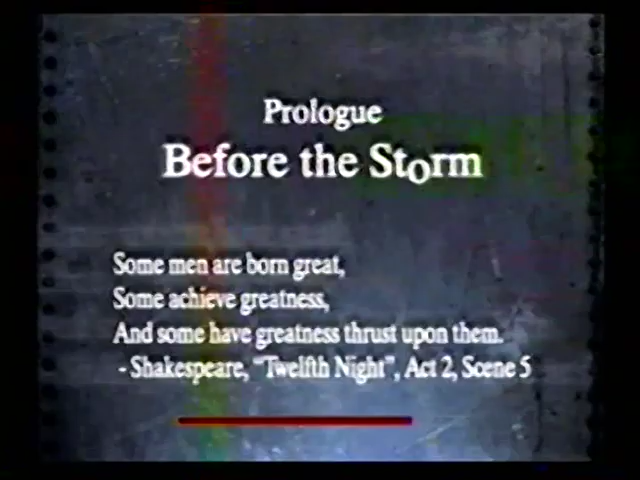 Prologue
Before the Storm
Some men are born great,
Some achieve greatness,
And some have greatness thrust upon them.
- Shakespeare, "Twelfth Night", Act 2, Scene 5